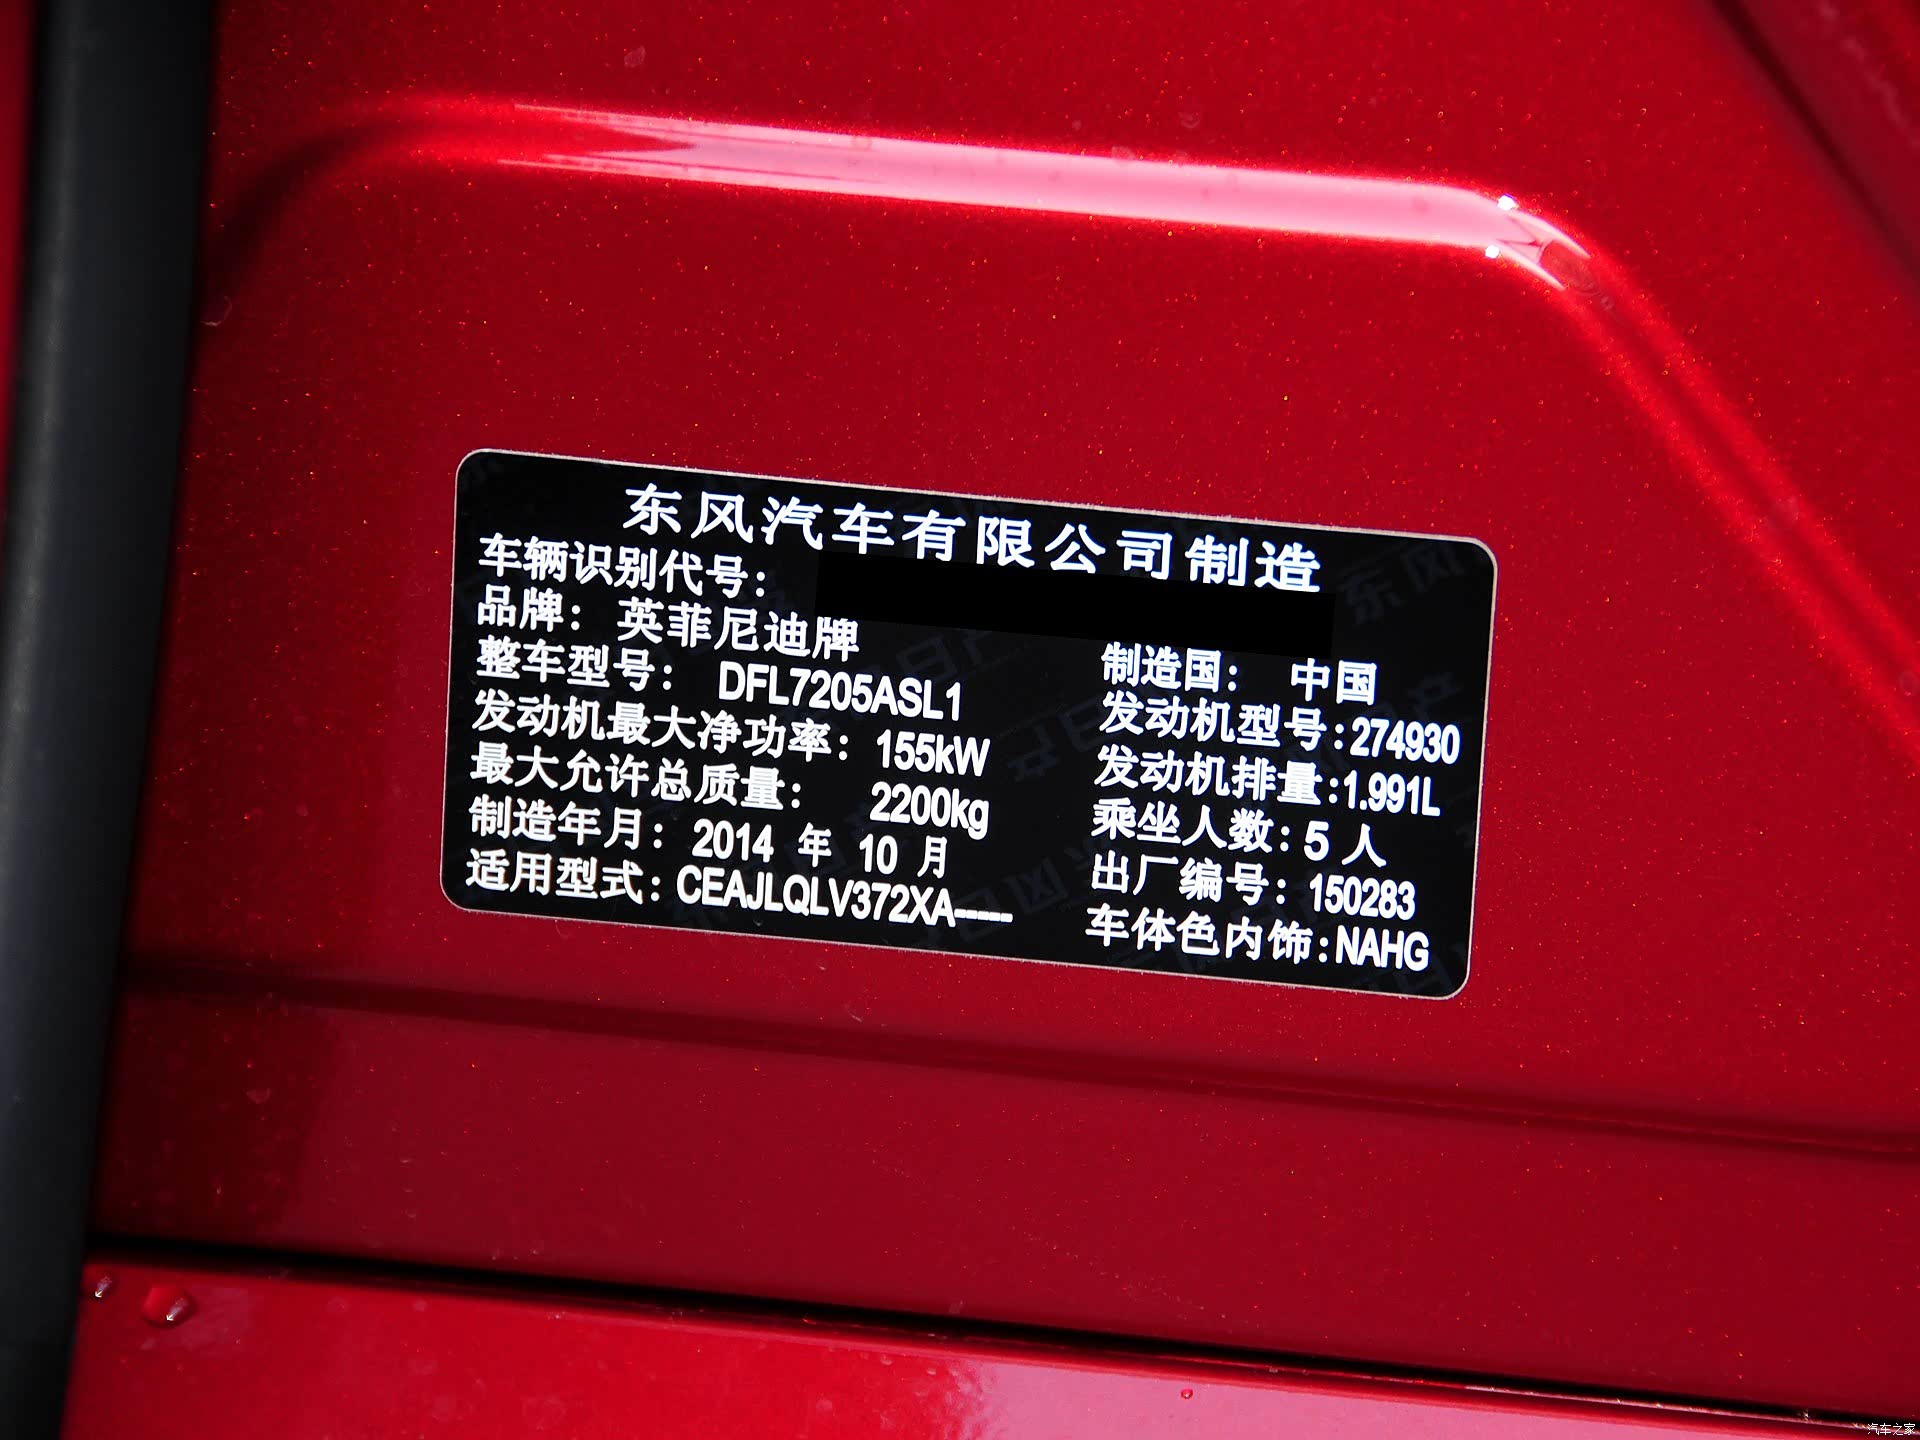 东风汽车有限公司制造
车辆识别代号:
品牌: 英菲尼迪牌 制造国: 中国
整车型号: DFL7205ASL1 发动机型号:274930
发动机最大净功率: 155kW 发动机排量:1.991L
最大允许总质量: 2200kg 乘坐人数: 5 人
制造年月: 2014 年 10 月 出厂编号: 150283
适用型式: CEAJLQLV372XA----- 车体色内饰:NAHG
汽车之家